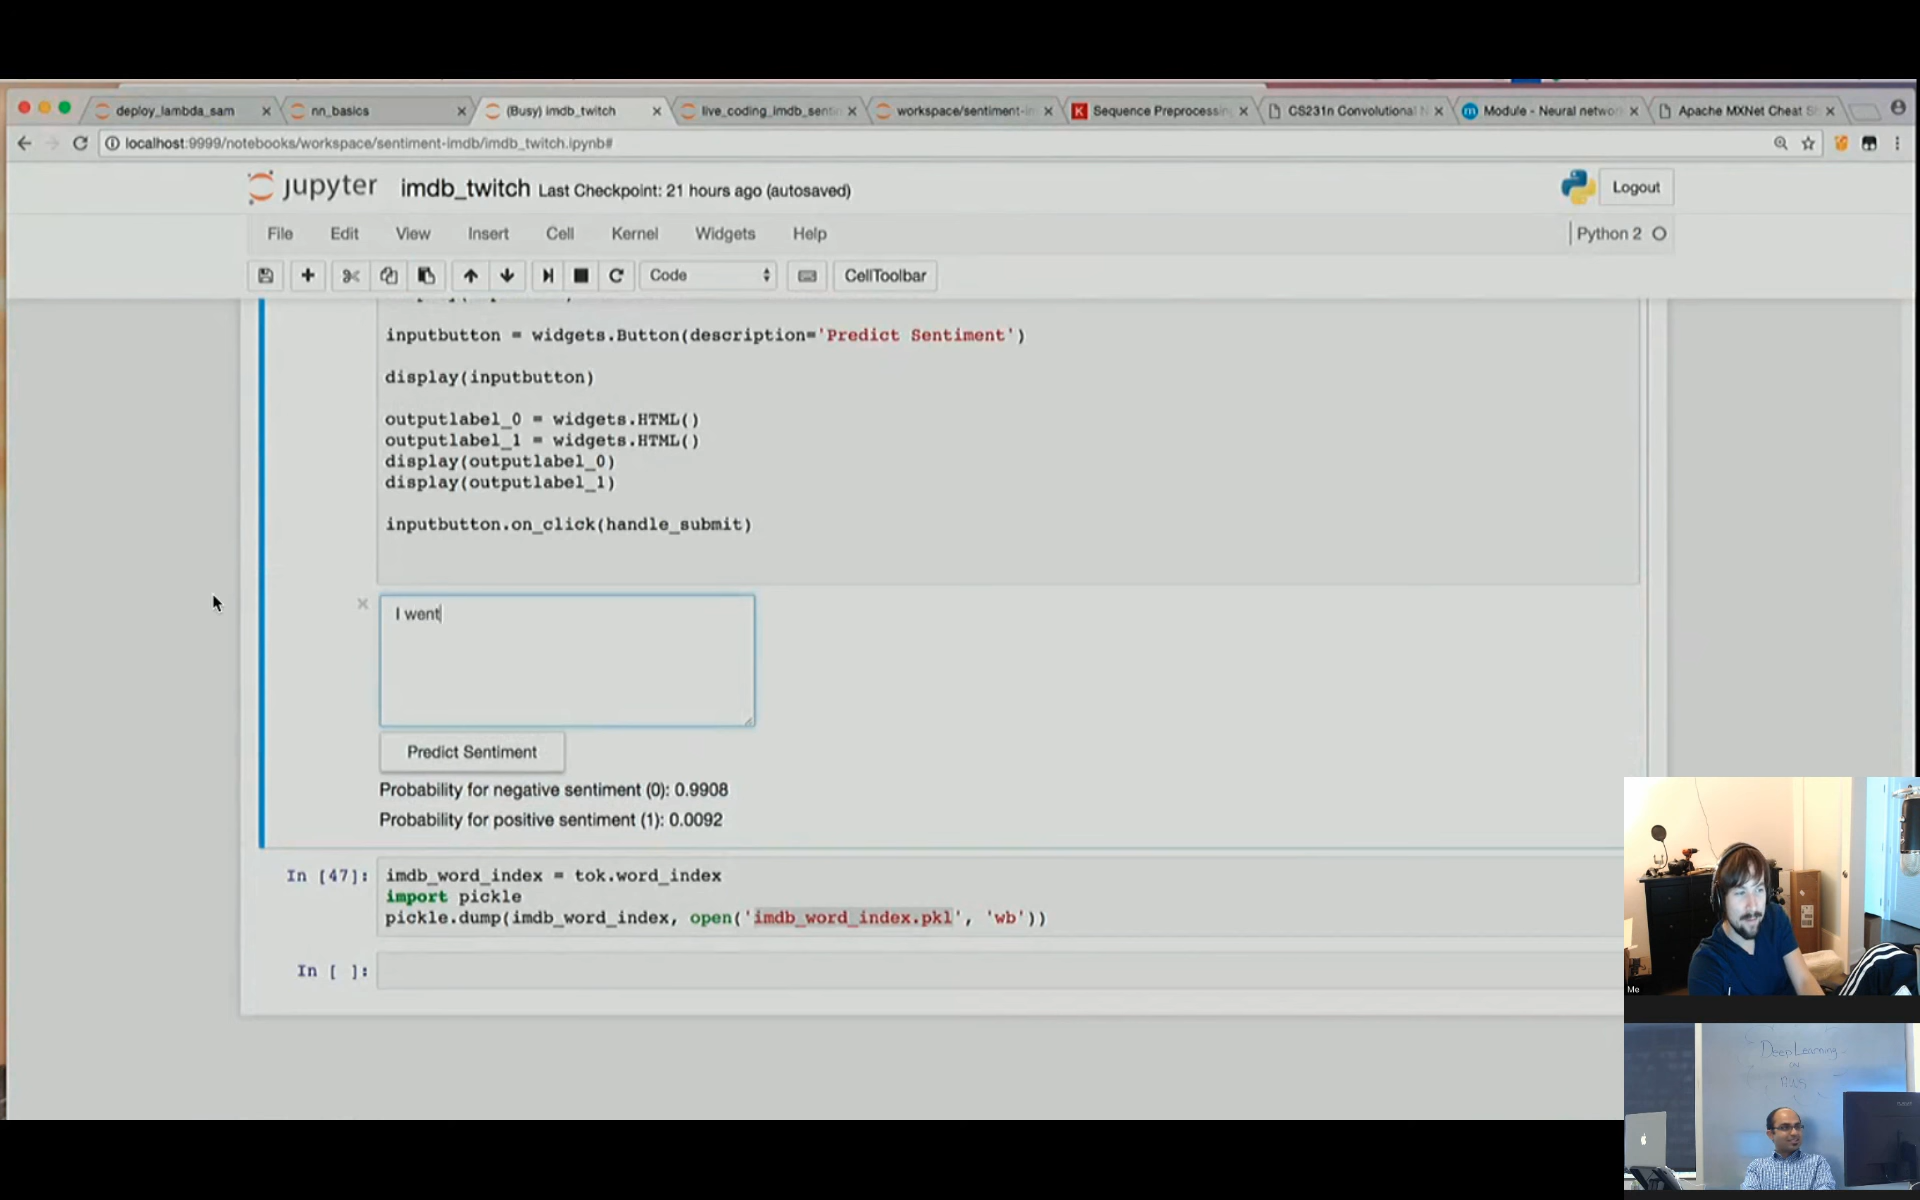 deploy_lambda_sam
nn_basics
(Busy) imdb_twitch
live_coding_imdb_senti
workspace/sentiment-i
Sequence Preprocessin
CS231n Convolutional N
Module - Neural networ
Apache MXNet Cheat S
localhost:9999/notebooks/workspace/sentiment-imdb/imdb_twitch.ipynb#
jupyter imdb_twitch Last Checkpoint: 21 hours ago (autosaved)
Logout
File Edit View Insert Cell Kernel Widgets Help
Python 2
Code
CellToolbar
inputbutton = widgets.Button(description='Predict Sentiment')
display(inputbutton)
outputlabel_0 = widgets.HTML()
outputlabel_1 = widgets.HTML()
display(outputlabel_0)
display(outputlabel_1)
inputbutton.on_click(handle_submit)
I went
Predict Sentiment
Probability for negative sentiment (0): 0.9908
Probability for positive sentiment (1): 0.0092
In [47]: imdb_word_index = tok.word_index
import pickle
pickle.dump(imdb_word_index, open('imdb_word_index.pkl', 'wb'))
In [ ]:
Me
Deep Learning
on